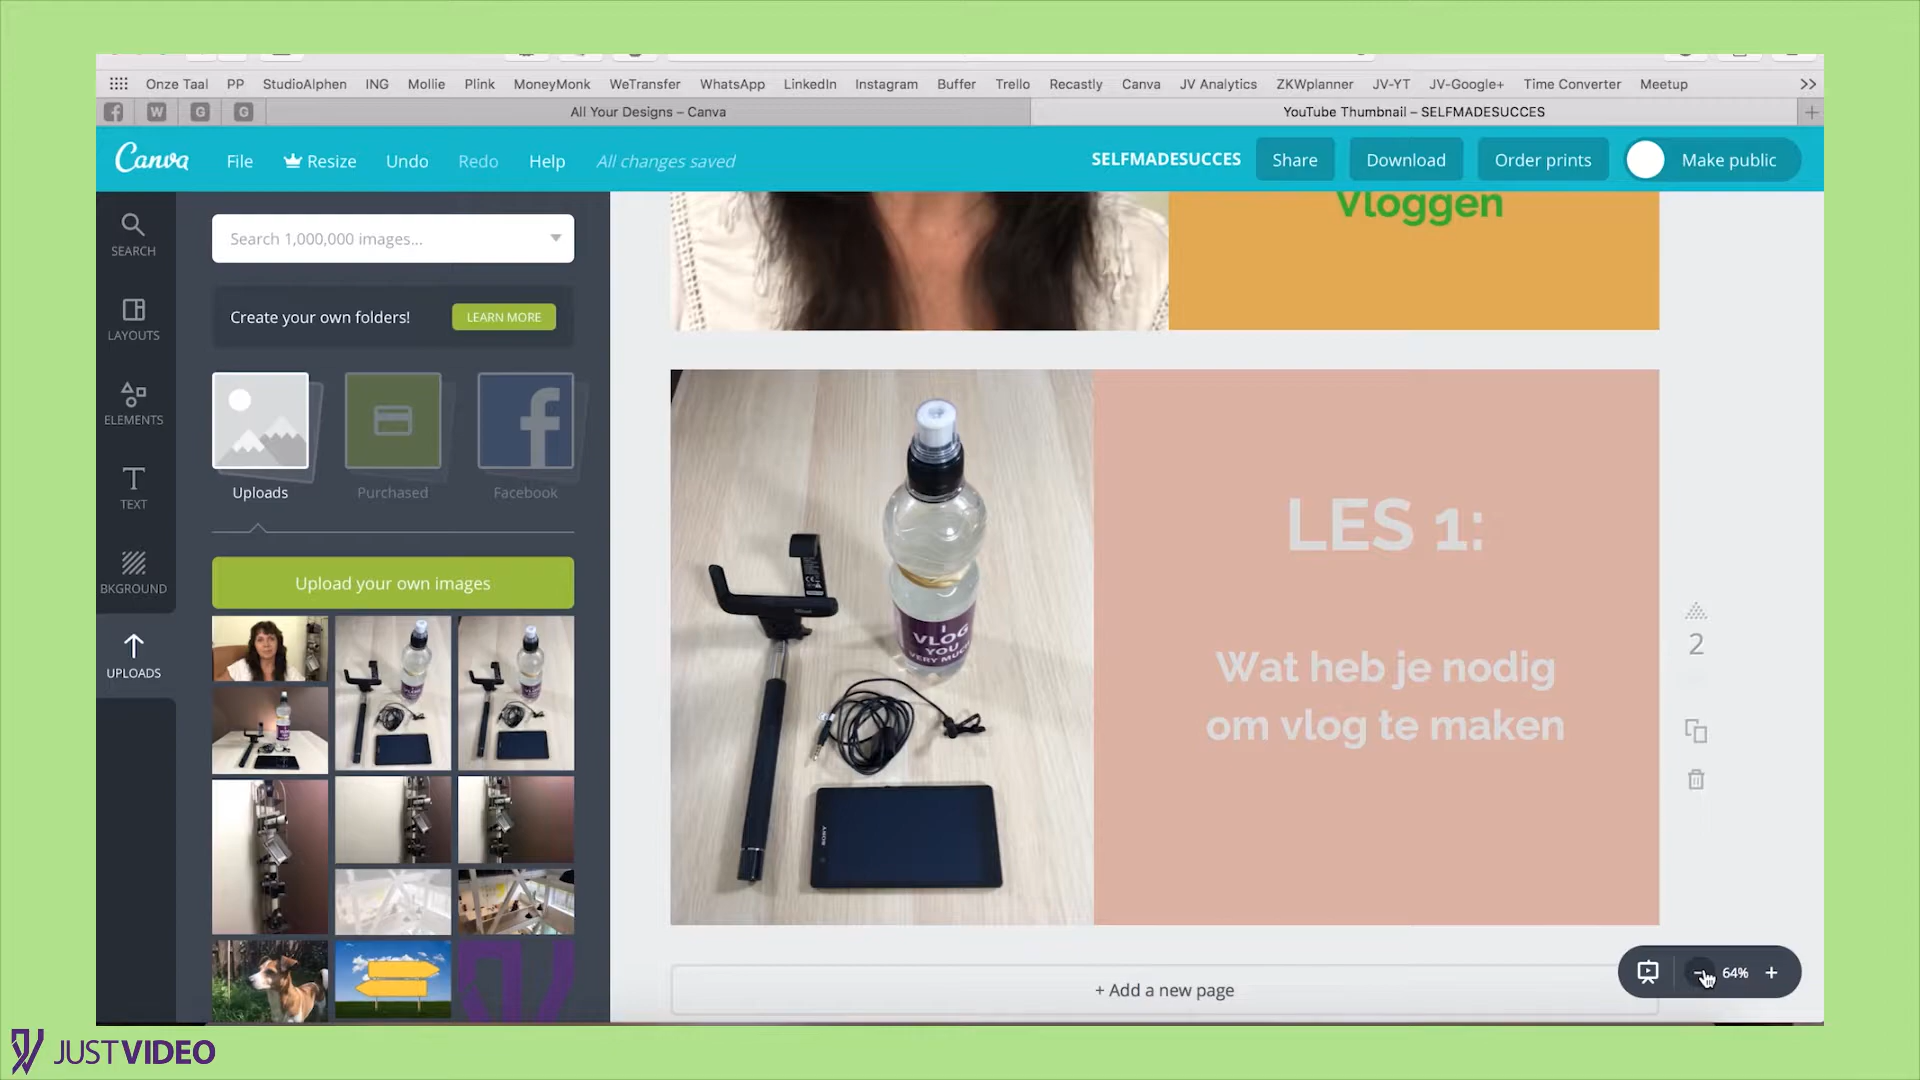 Onze Taal PP StudioAlphen ING Mollie Plink MoneyMonk WeTransfer WhatsApp LinkedIn Instagram Buffer Trello Recastly Canva JV Analytics ZKWplanner JV-YT JV-Google+ Time Converter Meetup >>
W G G All Your Designs – Canva YouTube Thumbnail – SELFMADESUCCES +
Canva File Resize Undo Redo Help All changes saved SELFMADESUCCES Share Download Order prints Make public
SEARCH
LAYOUTS
ELEMENTS
TEXT
BKGROUND
UPLOADS
Search 1,000,000 images...
Create your own folders! LEARN MORE
Uploads Purchased Facebook
Upload your own images
Vloggen
I
VLOG
YOU
VERY MUCH
SONY
LES 1:
Wat heb je nodig
om vlog te maken
2
+ Add a new page
64% +
JUSTVIDEO